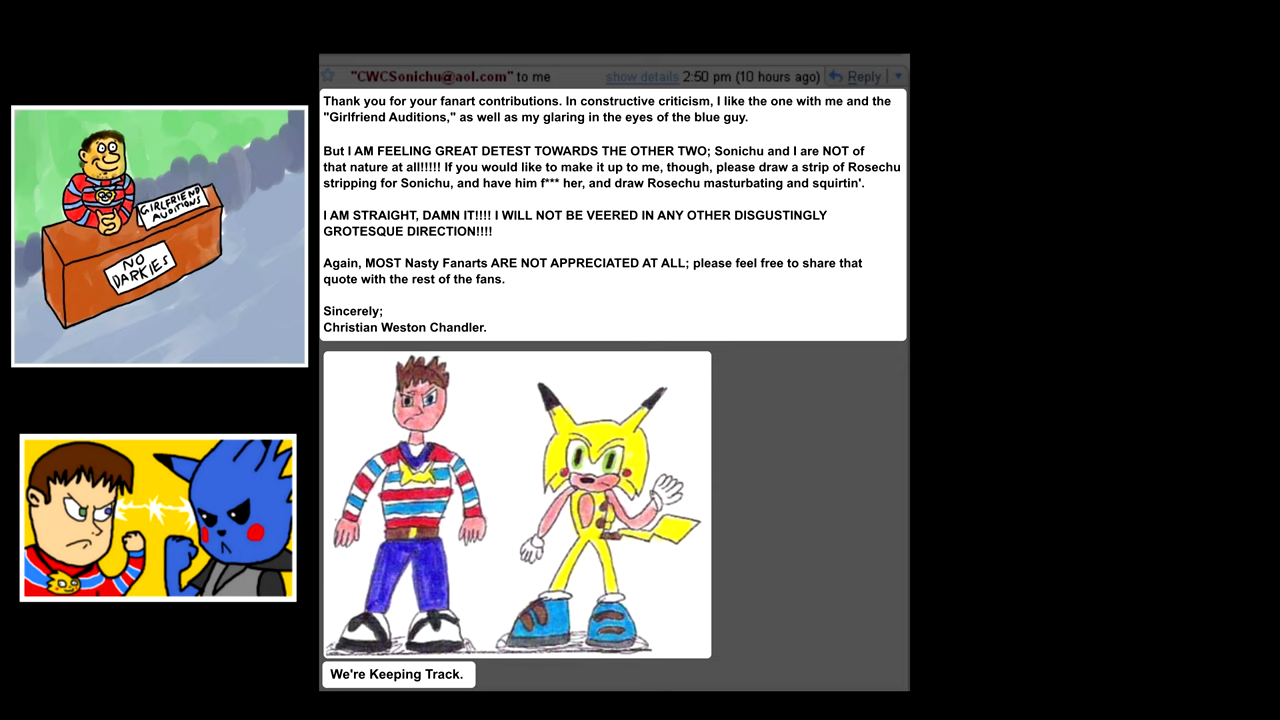 "CWCSonichu@aol.com" to me show details 2:50 pm (10 hours ago) Reply
Thank you for your fanart contributions. In constructive criticism, I like the one with me and the
"Girlfriend Auditions," as well as my glaring in the eyes of the blue guy.
But I AM FEELING GREAT DETEST TOWARDS THE OTHER TWO; Sonichu and I are NOT of
that nature at all!!!!! If you would like to make it up to me, though, please draw a strip of Rosechu
stripping for Sonichu, and have him f*** her, and draw Rosechu masturbating and squirtin'.
I AM STRAIGHT, DAMN IT!!!! I WILL NOT BE VEERED IN ANY OTHER DISGUSTINGLY
GROTESQUE DIRECTION!!!!
Again, MOST Nasty Fanarts ARE NOT APPRECIATED AT ALL; please feel free to share that
quote with the rest of the fans.
Sincerely;
Christian Weston Chandler.
GIRLFRIEND
AUDITIONS
NO
DARKIES
We're Keeping Track.